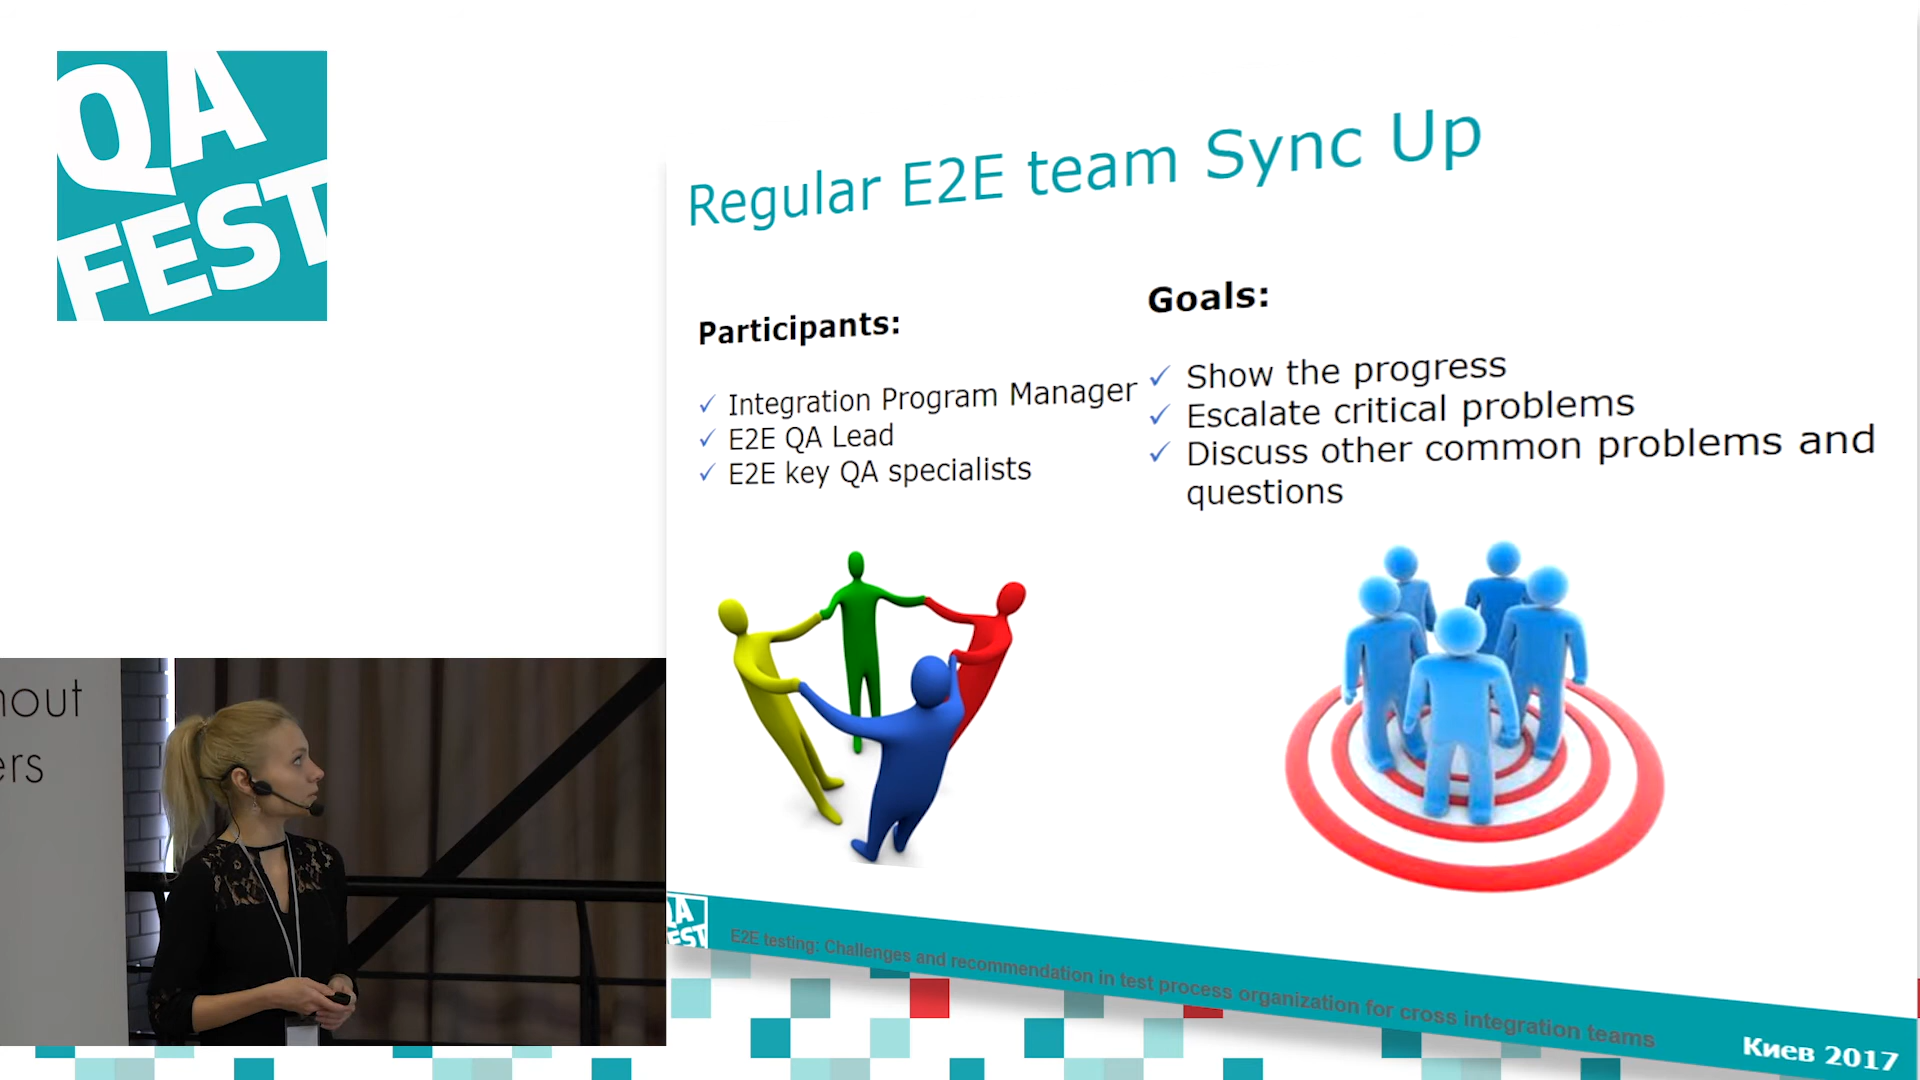 QA
FEST
Regular E2E team Sync Up
Participants:
✓ Integration Program Manager
✓ E2E QA Lead
✓ E2E key QA specialists
Goals:
✓ Show the progress
✓ Escalate critical problems
✓ Discuss other common problems and
questions
QA
FEST
E2E testing: Challenges and recommendation in test process organization for cross integration teams
Киев 2017